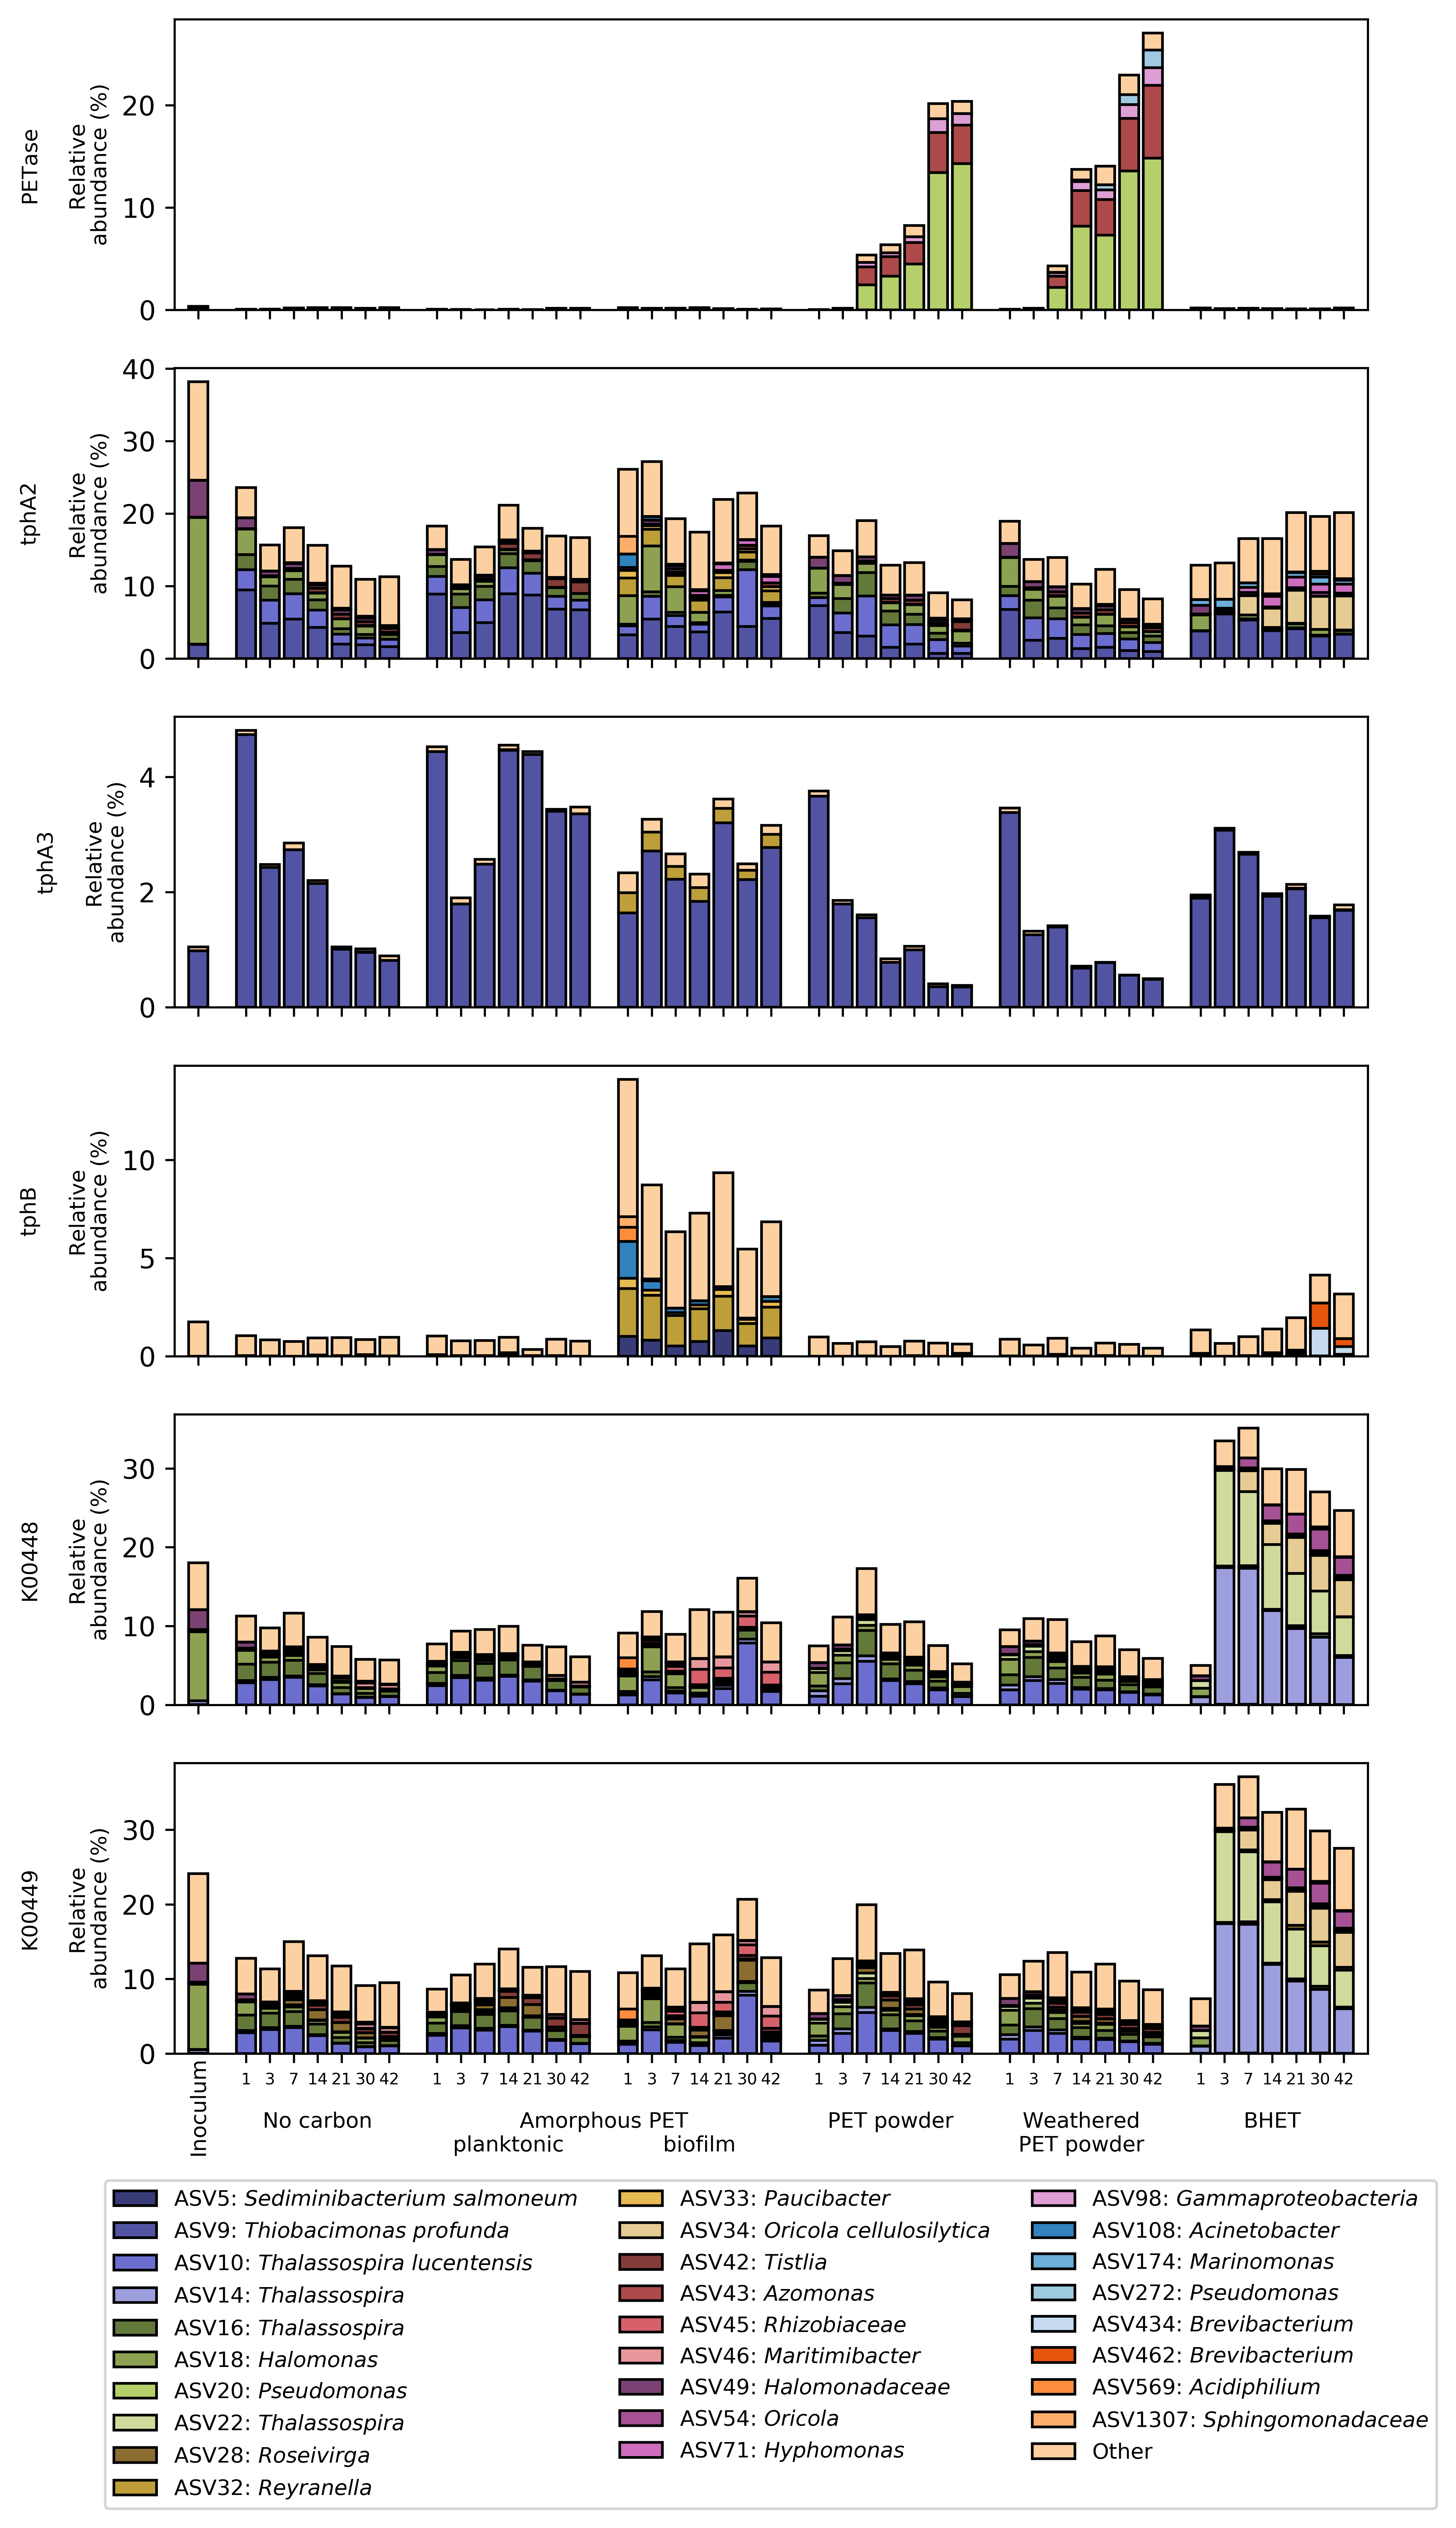 PETase
Relative
abundance (%)
20
10
0
tphA2
Relative
abundance (%)
40
30
20
10
0
tphA3
Relative
abundance (%)
4
2
0
tphB
Relative
abundance (%)
10
5
0
K00448
Relative
abundance (%)
30
20
10
0
K00449
Relative
abundance (%)
30
20
10
0
Inoculum
1 3 7 14 21 30 42 1 3 7 14 21 30 42 1 3 7 14 21 30 42 1 3 7 14 21 30 42 1 3 7 14 21 30 42 1 3 7 14 21 30 42
No carbon Amorphous PET PET powder Weathered BHET
planktonic biofilm PET powder
ASV5: Sediminibacterium salmoneum
ASV9: Thiobacimonas profunda
ASV10: Thalassospira lucentensis
ASV14: Thalassospira
ASV16: Thalassospira
ASV18: Halomonas
ASV20: Pseudomonas
ASV22: Thalassospira
ASV28: Roseivirga
ASV32: Reyranella
ASV33: Paucibacter
ASV34: Oricola cellulosilytica
ASV42: Tistlia
ASV43: Azomonas
ASV45: Rhizobiaceae
ASV46: Maritimibacter
ASV49: Halomonadaceae
ASV54: Oricola
ASV71: Hyphomonas
ASV98: Gammaproteobacteria
ASV108: Acinetobacter
ASV174: Marinomonas
ASV272: Pseudomonas
ASV434: Brevibacterium
ASV462: Brevibacterium
ASV569: Acidiphilium
ASV1307: Sphingomonadaceae
Other